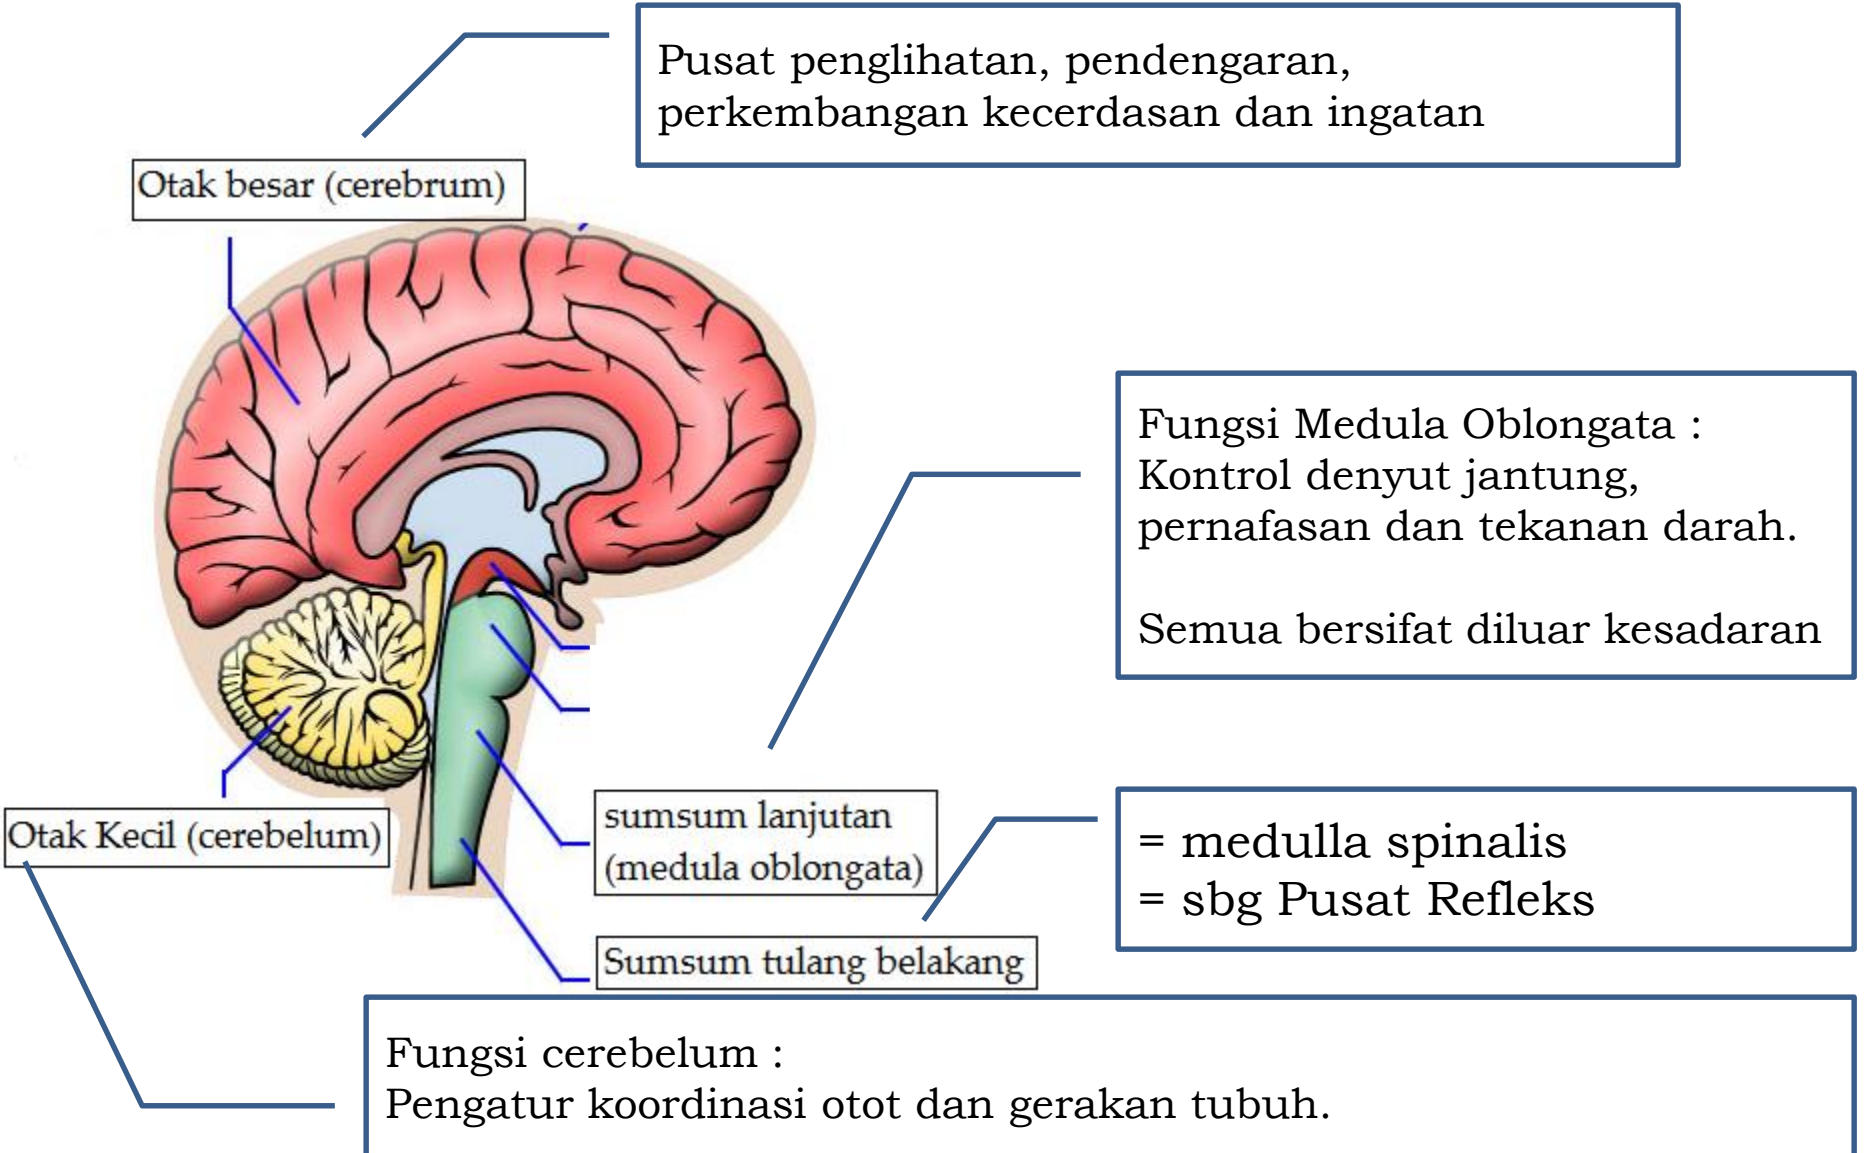 Pusat penglihatan, pendengaran,
perkembangan kecerdasan dan ingatan
Otak besar (cerebrum)
Fungsi Medula Oblongata :
Kontrol denyut jantung,
pernafasan dan tekanan darah.
Semua bersifat diluar kesadaran
sumsum lanjutan
(medula oblongata)
Otak Kecil (cerebelum)
= medulla spinalis
= sbg Pusat Refleks
Sumsum tulang belakang
Fungsi cerebelum :
Pengatur koordinasi otot dan gerakan tubuh.